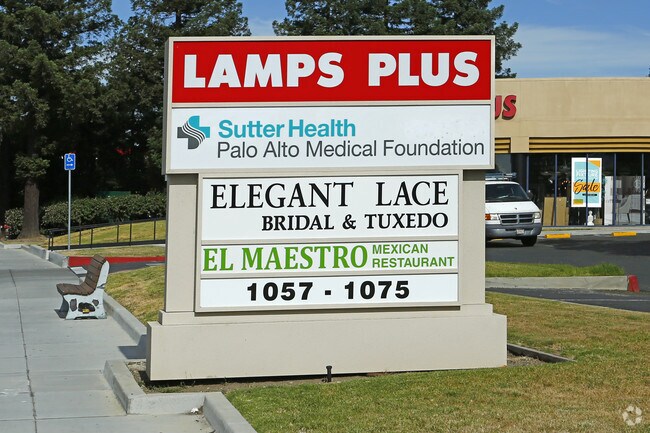 LAMPS PLUS
Sutter Health
Palo Alto Medical Foundation
ELEGANT LACE
BRIDAL & TUXEDO
EL MAESTRO MEXICAN
RESTAURANT
1057 - 1075
US
Sale